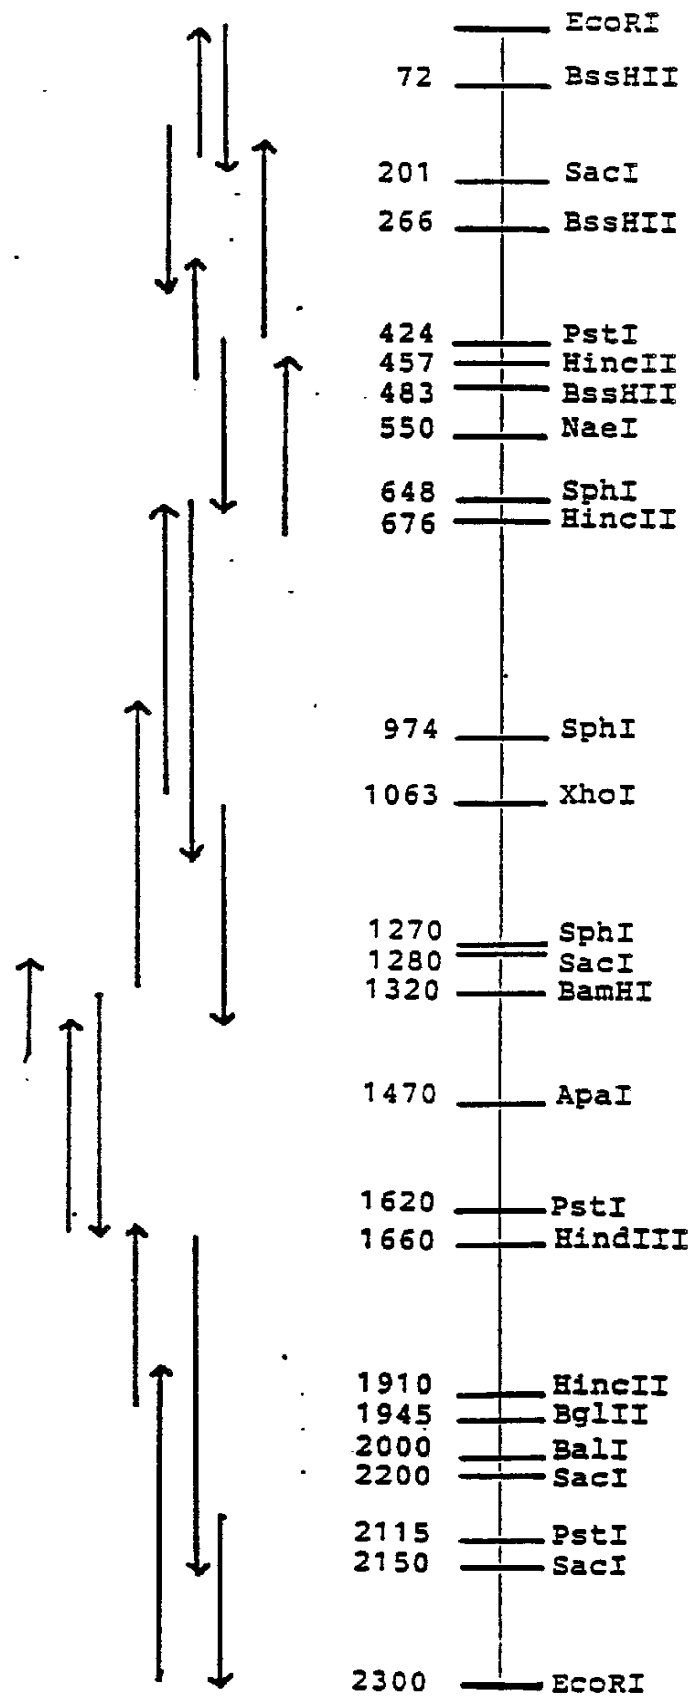 EcoRI
72 BssHII
201 SacI
266 BssHII
424 PstI
457 HincII
483 BssHII
550 NaeI
648 SphI
676 HincII
974 SphI
1063 XhoI
1270 SphI
1280 SacI
1320 BamHI
1470 ApaI
1620 PstI
1660 HindIII
1910 HincII
1945 BglII
2000 BalI
2200 SacI
2115 PstI
2150 SacI
2300 EcoRI